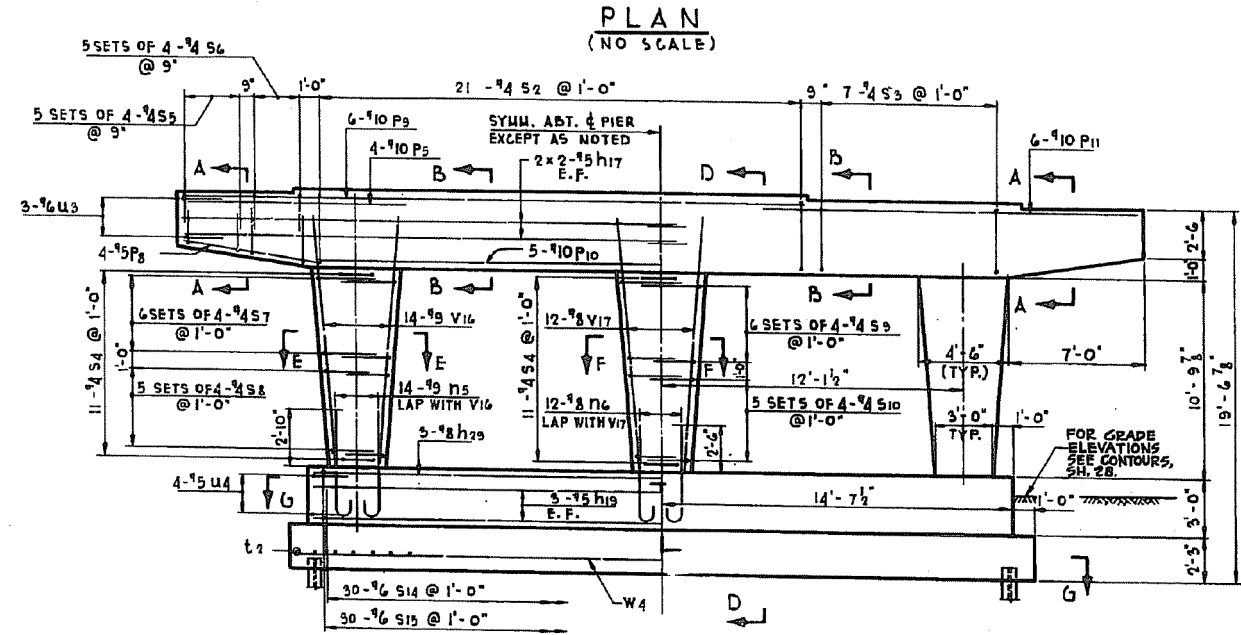 PLAN
(NO SCALE)
5 SETS OF 4-#4 S6
@ 9"
9"
1'-0"
21 -#4 S2 @ 1'-0"
9"
7-#4 S3 @ 1'-0"
5 SETS OF 4-#4 S5
@ 9"
6-#10 P9
4-#10 P5
SYMM. ABT. ℄ PIER
EXCEPT AS NOTED
2 x 2-#5 h17
E.F.
6-#10 P11
A
B
D
B
A
3-#6 U3
4-#5 P8
5-#10 P10
2'-6
1'-0
A
B
B
A
11-#4 S4 @ 1'-0"
6 SETS OF 4-#4 S7
@ 1'-0"
14-#9 V16
11-#4 S4 @ 1'-0"
12-#8 V17
6 SETS OF 4-#4 S9
@ 1'-0"
4'-6"
(TYP.)
7'-0"
10'-9 7/8"
19'-6 7/8"
E
E
F
F
1'-0"
12'-1 1/2"
5 SETS OF 4-#4 S8
@ 1'-0"
14-#9 n5
LAP WITH V16
12-#8 n6
LAP WITH V17
5 SETS OF 4-#4 S10
@ 1'-0"
3'-0"
TYP.
1'-0"
2'-10"
3-#8 h29
2'-6"
FOR GRADE
ELEVATIONS
SEE CONTOURS,
SH. 28.
4-#5 U4
G
3-#5 h19
E.F.
14'-7 1/2"
1'-0"
3'-0"
t2
2'-3"
30-#6 S14 @ 1'-0"
W4
G
30-#6 S15 @ 1'-0"
D